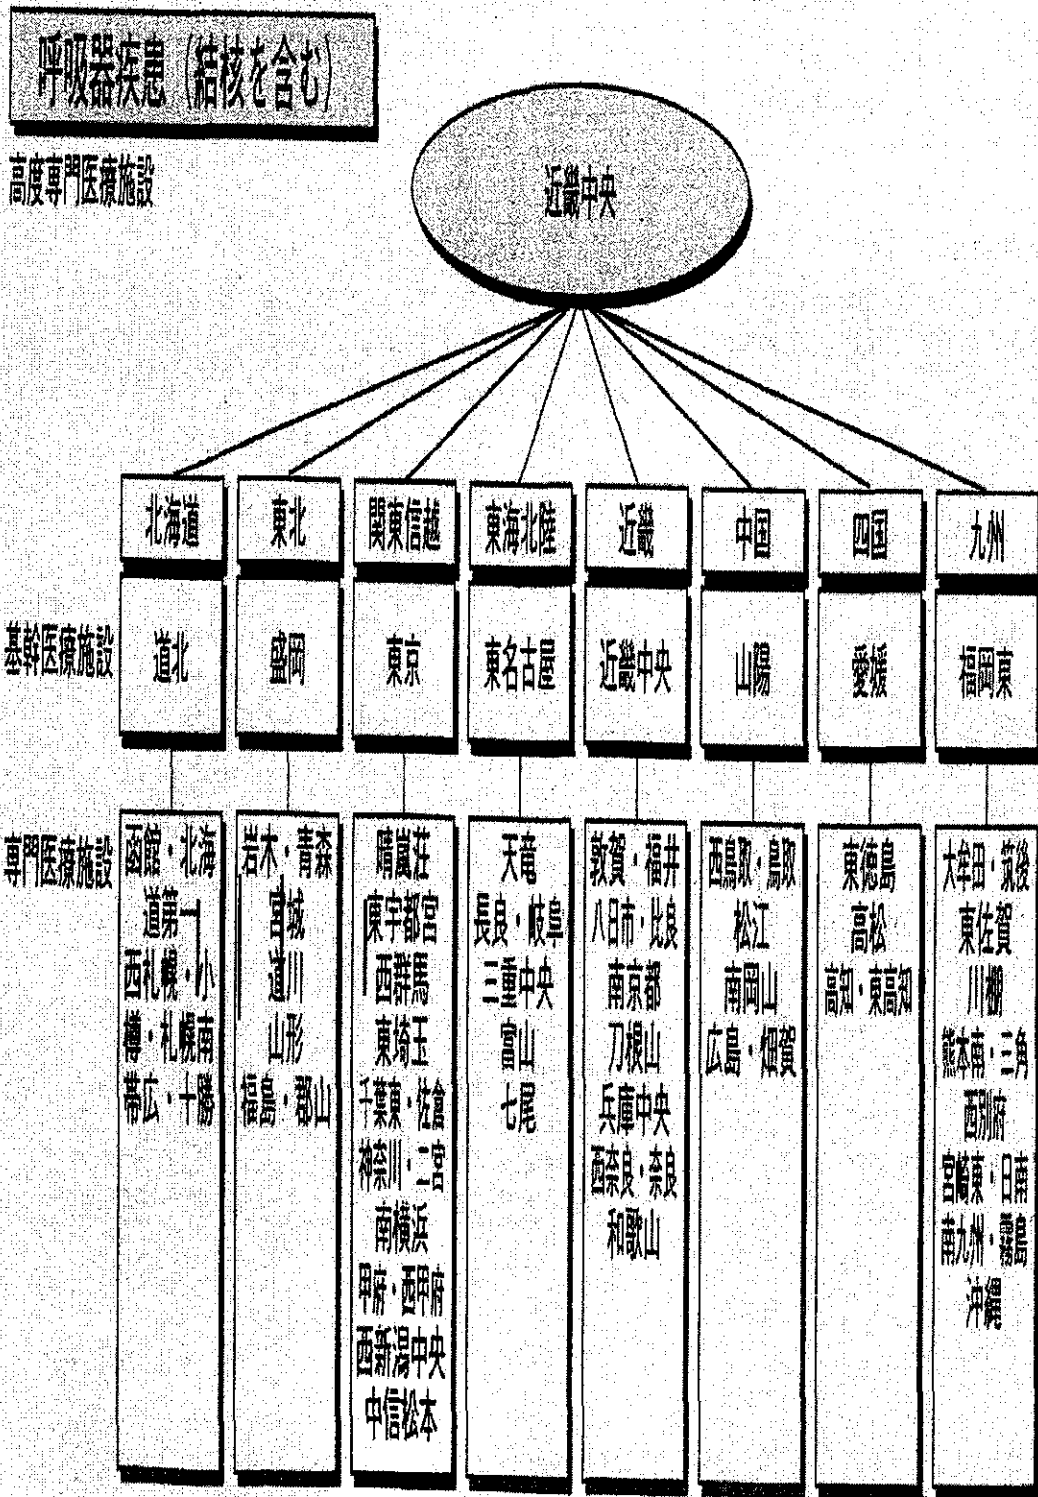 呼吸器疾患（結核を含む）
高度専門医療施設
近畿中央
北海道
東北
関東信越
東海北陸
近畿
中国
四国
九州
基幹医療施設
道北
盛岡
東京
東名古屋
近畿中央
山陽
愛媛
福岡東
専門医療施設
函館・北海
道第一
西札幌・小
樽・札幌南
帯広・十勝
岩木・青森
宮城
道川
山形
福島・郡山
晴嵐荘
東宇都宮
西群馬
東埼玉
千葉東・佐倉
神奈川・二宮
南横浜
甲府・西甲府
西新潟中央
中信松本
天竜
長良・岐阜
三重中央
富山
七尾
敦賀・福井
八日市・比良
南京都
刀根山
兵庫中央
西奈良・奈良
和歌山
西鳥取・鳥取
松江
南岡山
広島・畑賀
東徳島
高松
高知・東高知
大牟田・筑後
東佐賀
川棚
熊本南・三角
西別府
宮崎東・日南
南九州・霧島
沖縄